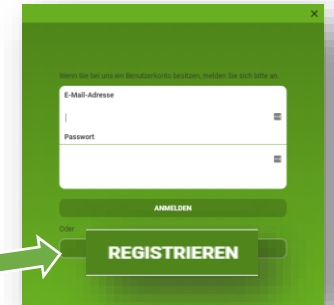 Wenn Sie bei uns ein Benutzerkonto besitzen, melden Sie sich bitte an.
E-Mail-Adresse
Passwort
ANMELDEN
Oder
REGISTRIEREN